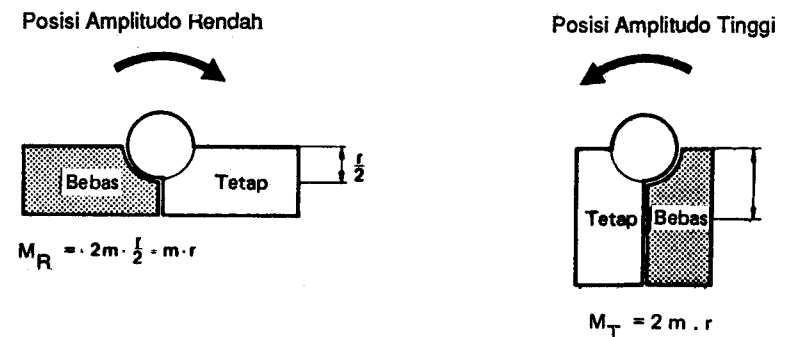 Posisi Amplitudo Rendah
Posisi Amplitudo Tinggi
r/2
Bebas
Tetap
Tetap
Bebas
M_R = · 2m · r/2 = m·r
M_T = 2 m . r